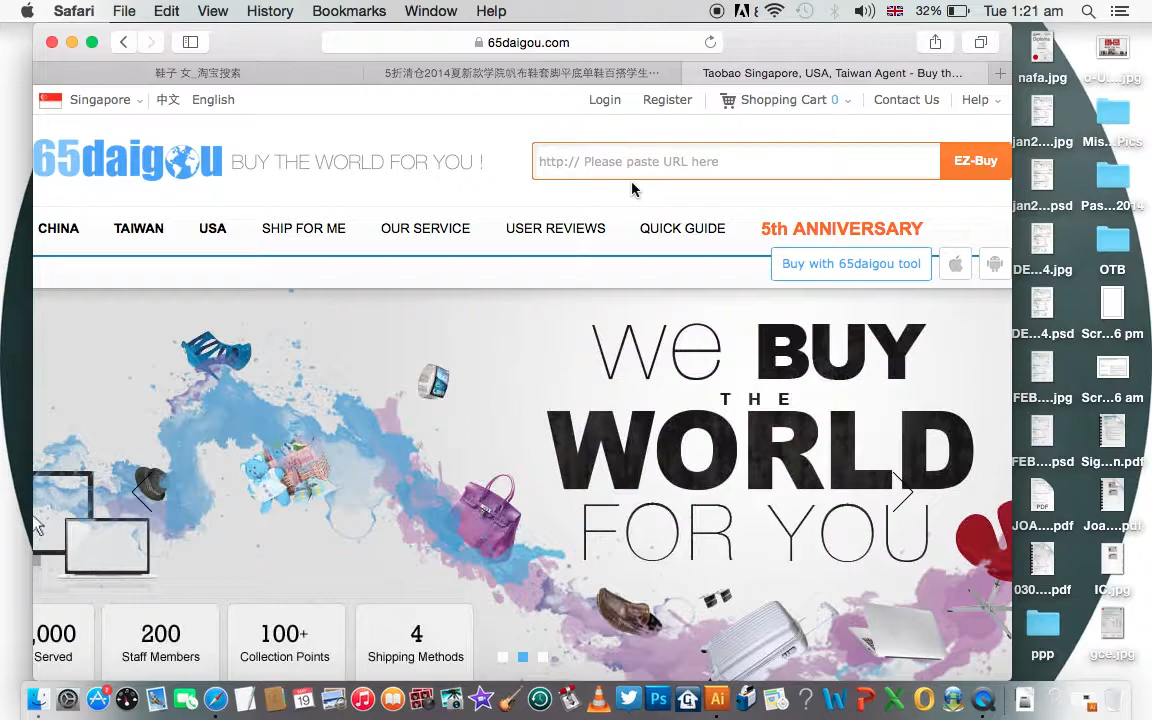 Safari File Edit View History Bookmarks Window Help 32% Tue 1:21 am
65daigou.com
鞋子 女_淘宝搜索 5折清仓2014夏新款学院帆布鞋套脚平底单鞋百搭学生… Taobao Singapore, USA, Taiwan Agent - Buy th...
Singapore 中文 English Login Register Shopping Cart 0 Contact Us Help
65daigou BUY THE WORLD FOR YOU !
http:// Please paste URL here EZ-Buy
CHINA TAIWAN USA SHIP FOR ME OUR SERVICE USER REVIEWS QUICK GUIDE 5th ANNIVERSARY
Buy with 65daigou tool
We BUY
THE
WORLD
FOR YOU
,000 200 100+ 4
Served Staff Members Collection Points Shipping Methods
nafa.jpg o-U....jpg
jan2...jpg Mis...Pics
jan2...psd Pas...2014
DE...4.jpg OTB
DE...4.psd Scr...6 pm
FEB....jpg Scr...6 am
FEB....psd Sig...n.pdf
PDF
JOA....pdf Joa....pdf
030....pdf IC.jpg
ppp gce.jpg